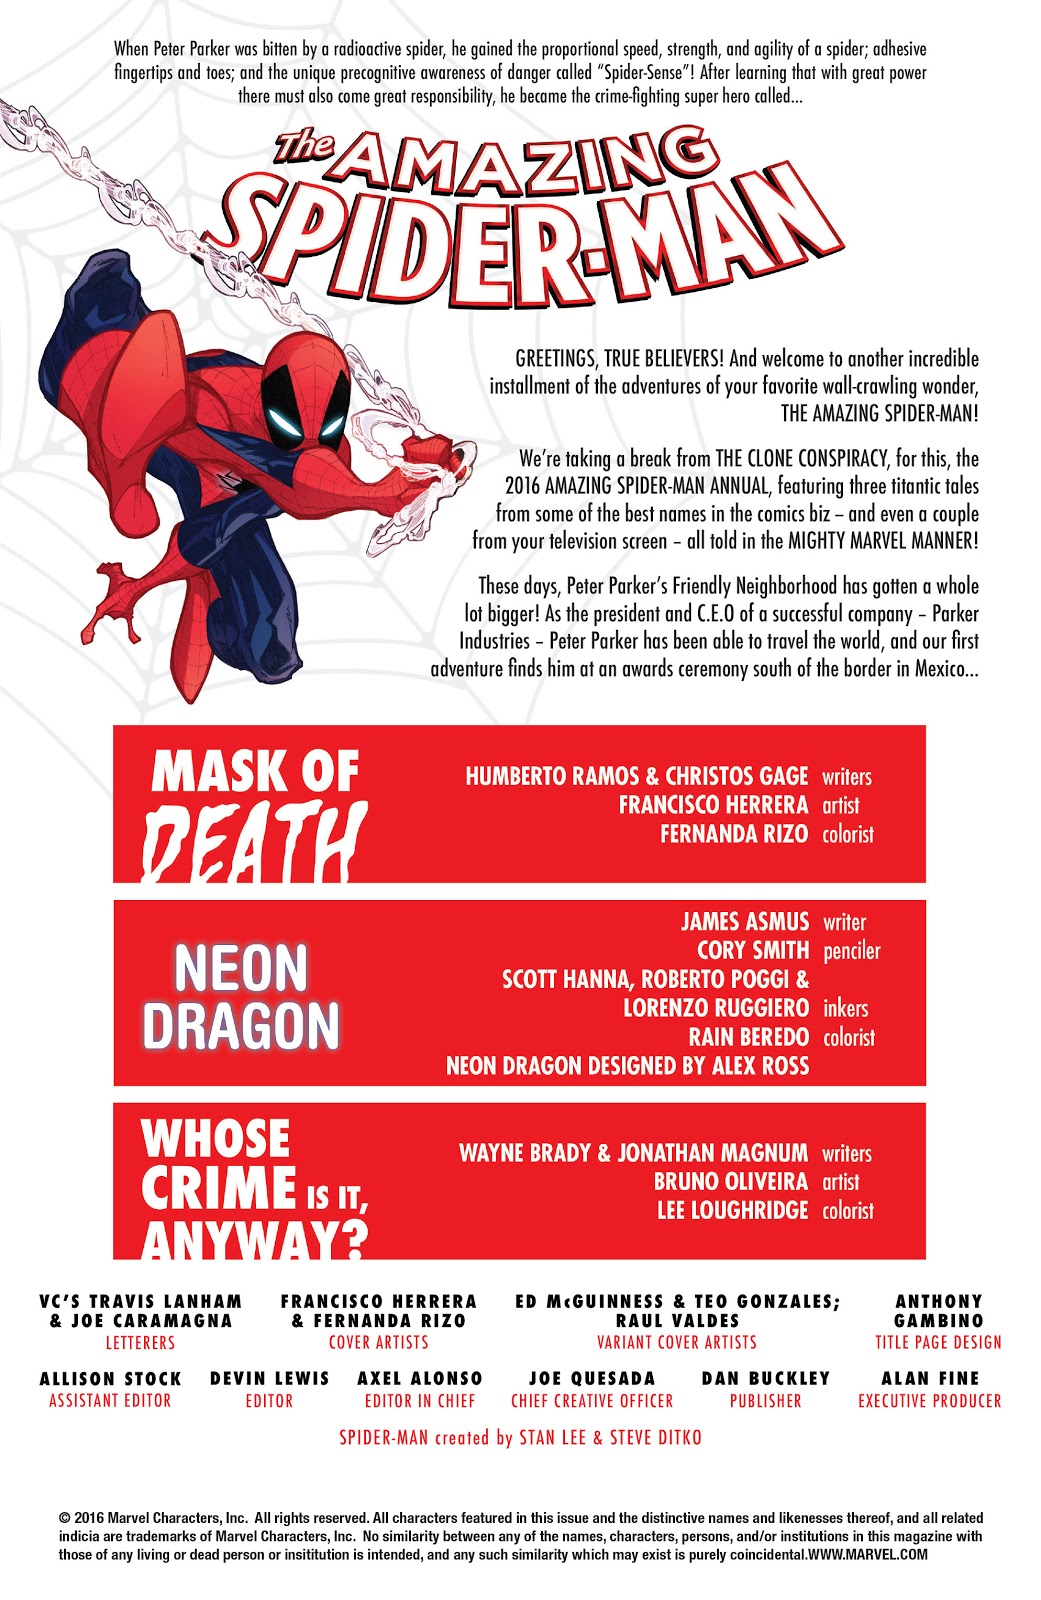 When Peter Parker was bitten by a radioactive spider, he gained the proportional speed, strength, and agility of a spider; adhesive
fingertips and toes; and the unique precognitive awareness of danger called “Spider-Sense”! After learning that with great power
there must also come great responsibility, he became the crime-fighting super hero called...
The AMAZING
SPIDER-MAN
GREETINGS, TRUE BELIEVERS! And welcome to another incredible
installment of the adventures of your favorite wall-crawling wonder,
THE AMAZING SPIDER-MAN!
We’re taking a break from THE CLONE CONSPIRACY, for this, the
2016 AMAZING SPIDER-MAN ANNUAL, featuring three titantic tales
from some of the best names in the comics biz – and even a couple
from your television screen – all told in the MIGHTY MARVEL MANNER!
These days, Peter Parker’s Friendly Neighborhood has gotten a whole
lot bigger! As the president and C.E.O of a successful company – Parker
Industries – Peter Parker has been able to travel the world, and our first
adventure finds him at an awards ceremony south of the border in Mexico...
MASK OF
DEATH
HUMBERTO RAMOS & CHRISTOS GAGE writers
FRANCISCO HERRERA artist
FERNANDA RIZO colorist
NEON
DRAGON
JAMES ASMUS writer
CORY SMITH penciler
SCOTT HANNA, ROBERTO POGGI &
LORENZO RUGGIERO inkers
RAIN BEREDO colorist
NEON DRAGON DESIGNED BY ALEX ROSS
WHOSE
CRIME IS IT,
ANYWAY?
WAYNE BRADY & JONATHAN MAGNUM writers
BRUNO OLIVEIRA artist
LEE LOUGHRIDGE colorist
VC’S TRAVIS LANHAM
& JOE CARAMAGNA
LETTERERS
FRANCISCO HERRERA
& FERNANDA RIZO
COVER ARTISTS
ED McGUINNESS & TEO GONZALES;
RAUL VALDES
VARIANT COVER ARTISTS
ANTHONY
GAMBINO
TITLE PAGE DESIGN
ALLISON STOCK
ASSISTANT EDITOR
DEVIN LEWIS
EDITOR
AXEL ALONSO
EDITOR IN CHIEF
JOE QUESADA
CHIEF CREATIVE OFFICER
DAN BUCKLEY
PUBLISHER
ALAN FINE
EXECUTIVE PRODUCER
SPIDER-MAN created by STAN LEE & STEVE DITKO
© 2016 Marvel Characters, Inc. All rights reserved. All characters featured in this issue and the distinctive names and likenesses thereof, and all related
indicia are trademarks of Marvel Characters, Inc. No similarity between any of the names, characters, persons, and/or institutions in this magazine with
those of any living or dead person or insititution is intended, and any such similarity which may exist is purely coincidental.WWW.MARVEL.COM